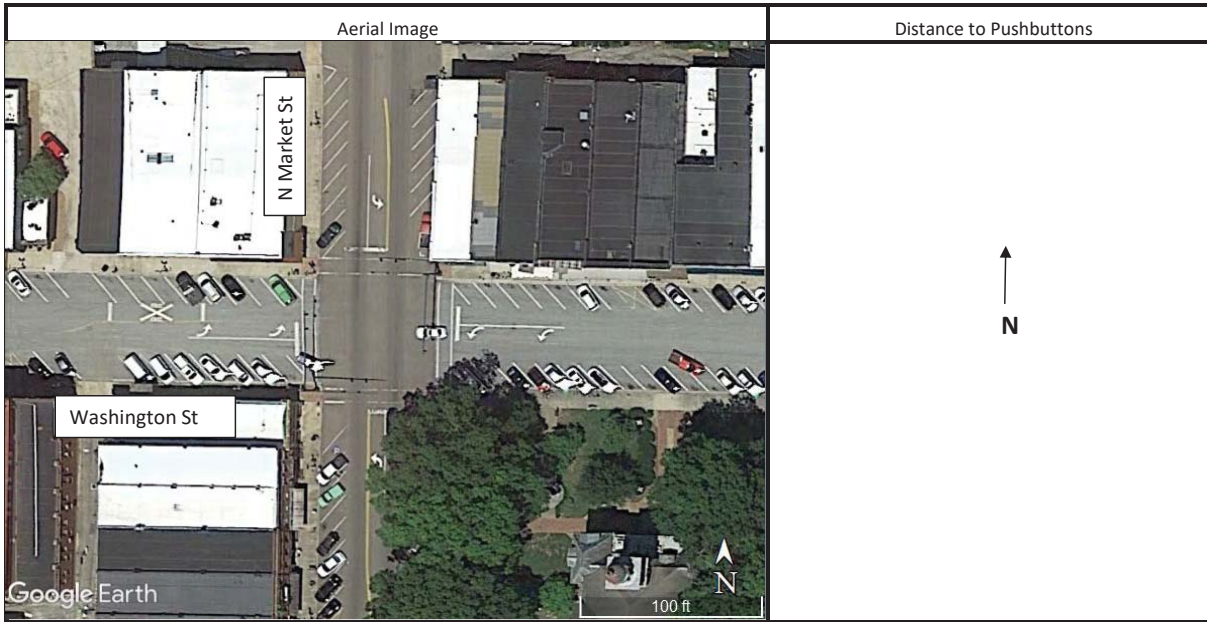 Aerial Image
Distance to Pushbuttons
N Market St
N
Washington St
N
Google Earth
100 ft